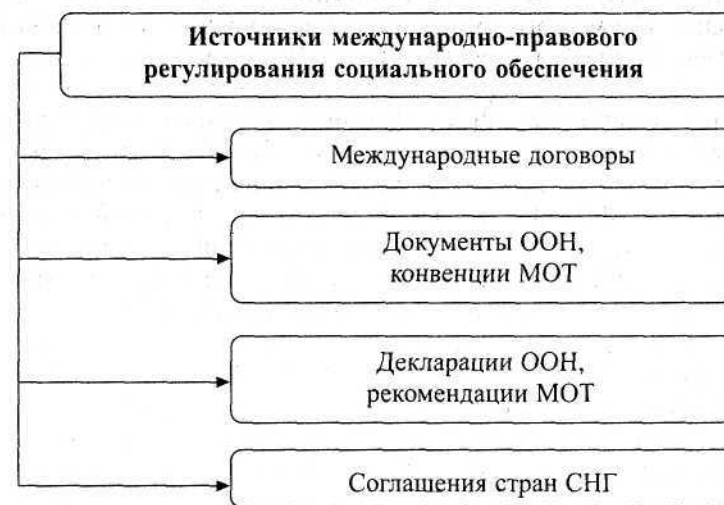 Источники международно-правового
регулирования социального обеспечения
Международные договоры
Документы ООН,
конвенции МОТ
Декларации ООН,
рекомендации МОТ
Соглашения стран СНГ